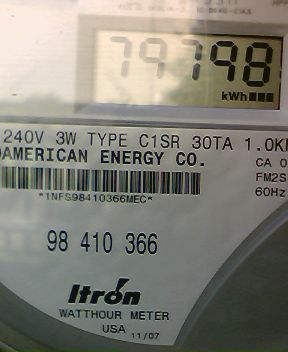 79798
kWh
240V 3W TYPE C1SR 30TA 1.0K
AMERICAN ENERGY CO.
CA 0
FM2S
60Hz
*1NFS98410366MEC*
98 410 366
Itrón
WATTHOUR METER
USA 11/07